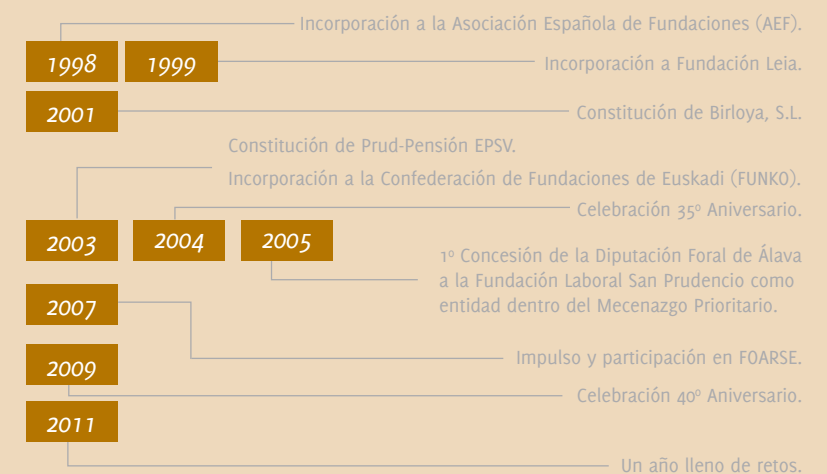 Incorporación a la Asociación Española de Fundaciones (AEF).
1998 1999 Incorporación a Fundación Leia.
2001 Constitución de Birloya, S.L.
Constitución de Prud-Pensión EPSV.
Incorporación a la Confederación de Fundaciones de Euskadi (FUNKO).
Celebración 35º Aniversario.
2003 2004 2005
1º Concesión de la Diputación Foral de Álava
a la Fundación Laboral San Prudencio como
entidad dentro del Mecenazgo Prioritario.
2007
Impulso y participación en FOARSE.
2009
Celebración 40º Aniversario.
2011
Un año lleno de retos.